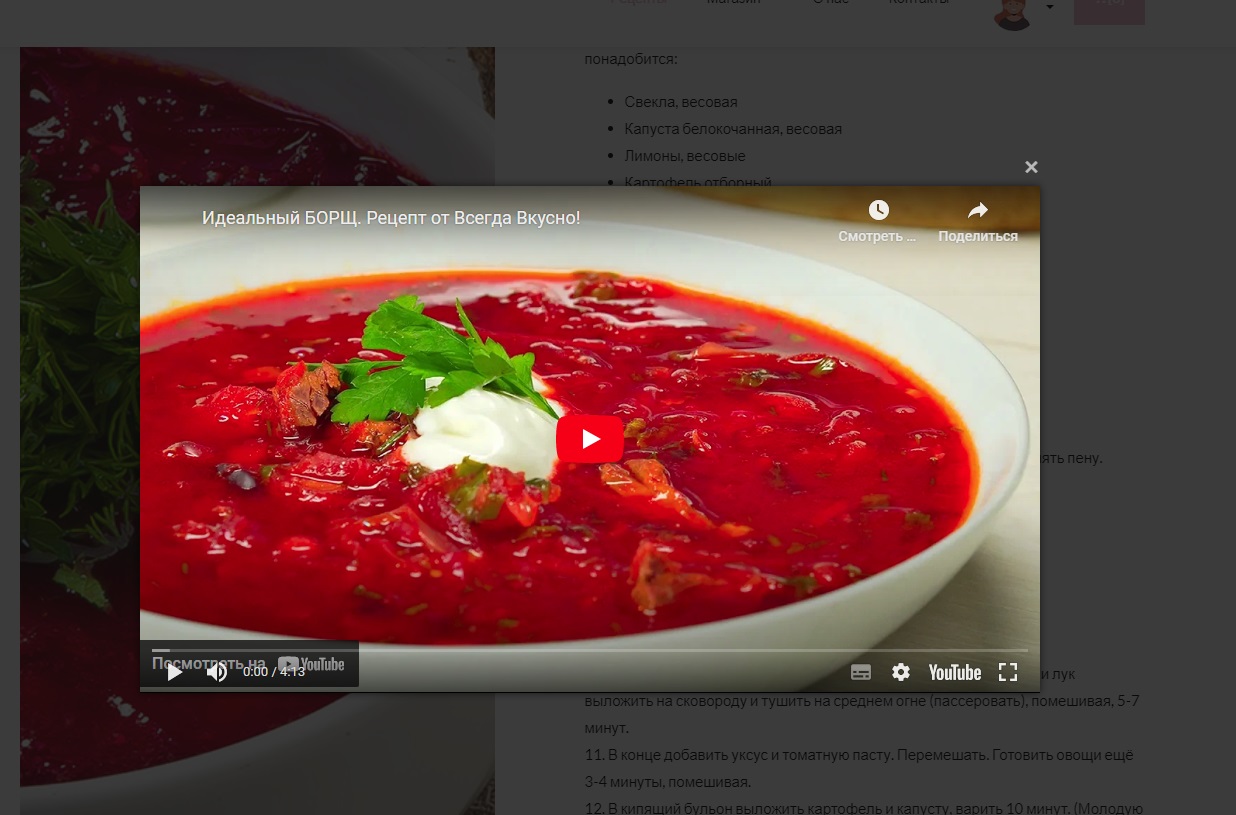 Рецепты Магазин О нас Контакты
понадобится:
Свекла, весовая
Капуста белокочанная, весовая
Лимоны, весовые
Картофель отборный
Идеальный БОРЩ. Рецепт от Всегда Вкусно!
Смотреть ... Поделиться
ять пену.
и лук
выложить на сковороду и тушить на среднем огне (пассеровать), помешивая, 5-7
минут.
11. В конце добавить уксус и томатную пасту. Перемешать. Готовить овощи ещё
3-4 минуты, помешивая.
12. В кипящий бульон выложить картофель и капусту, варить 10 минут. (Молодую
Посмотреть на YouTube
0:00 / 4:13
YouTube